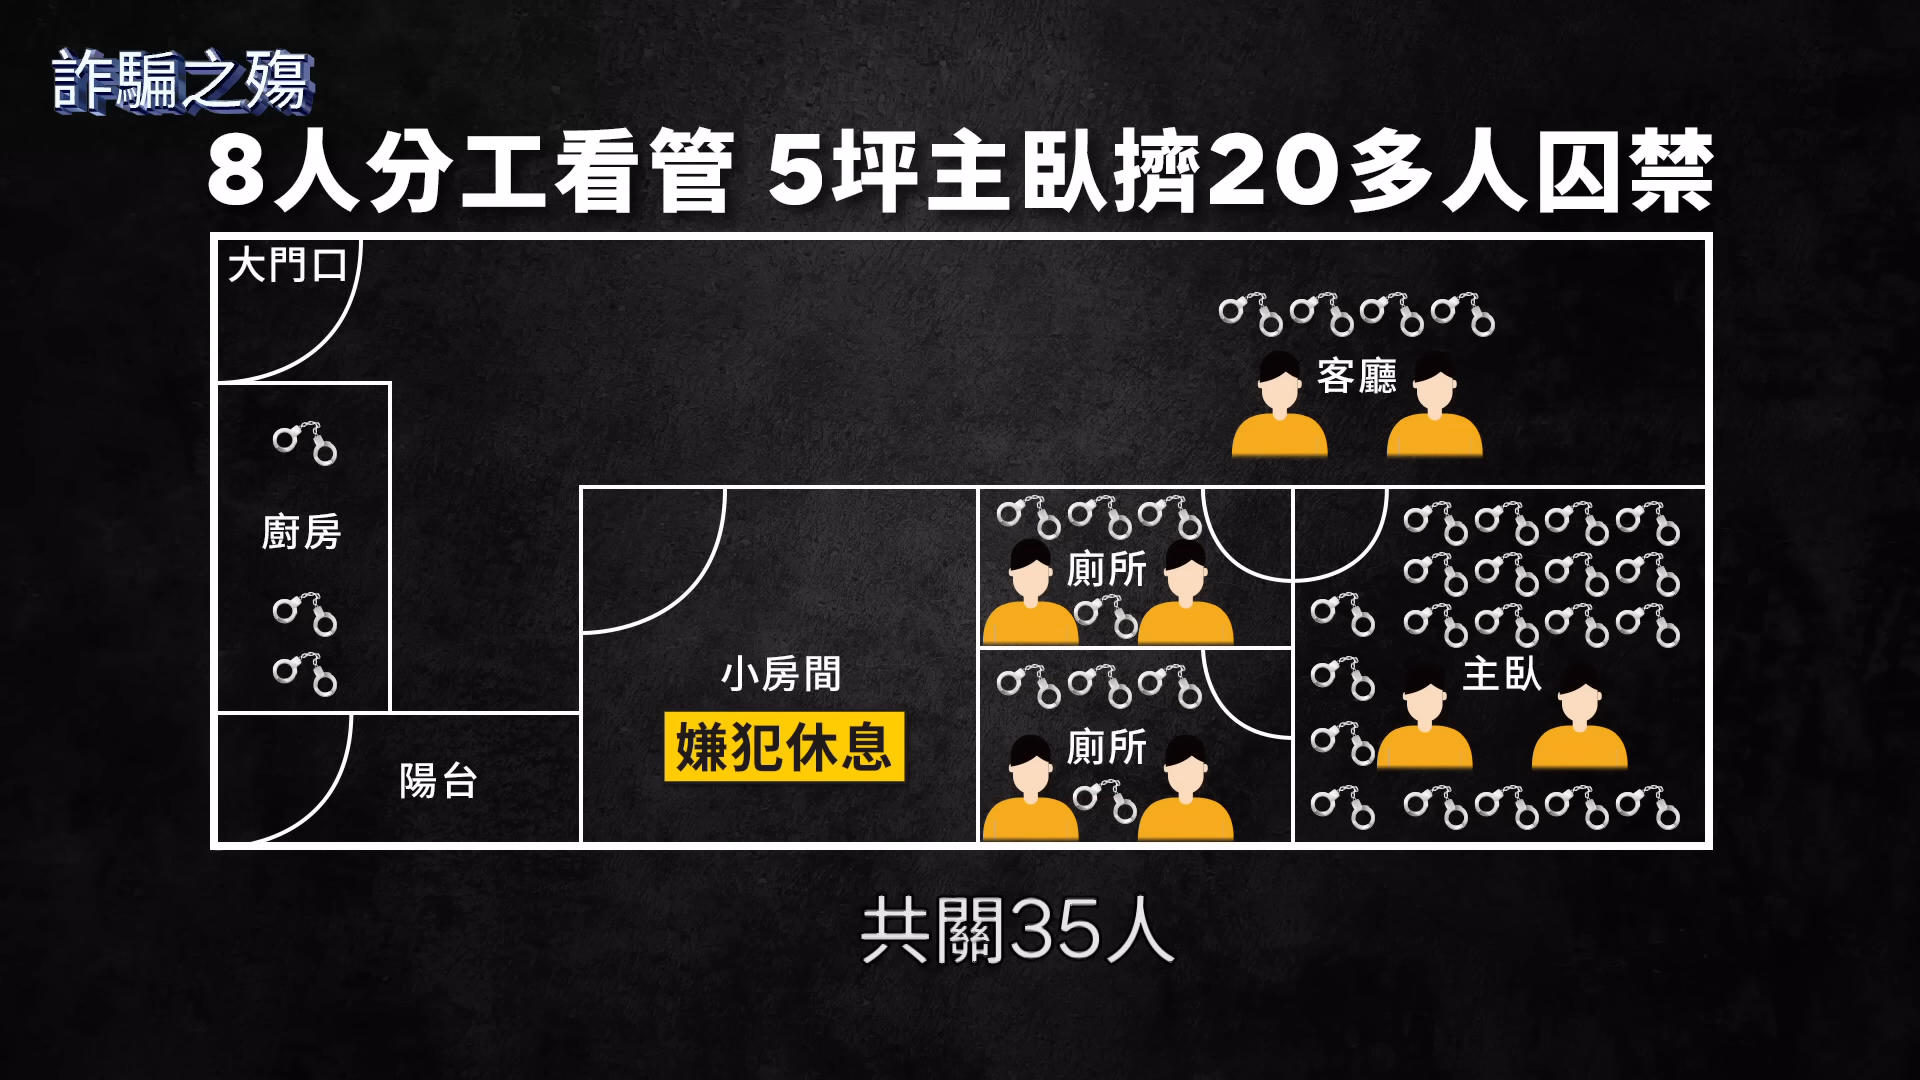 詐騙之殤
8人分工看管 5坪主臥擠20多人囚禁
大門口
客廳
廚房
廁所
小房間
主臥
嫌犯休息
廁所
陽台
共關35人